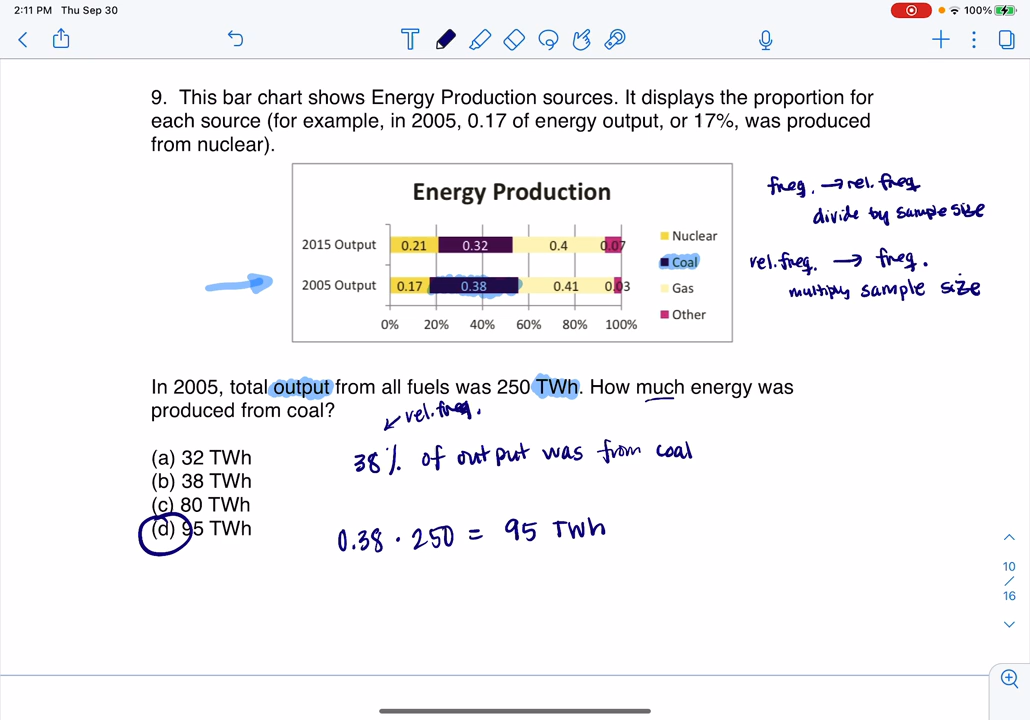 2:11 PM Thu Sep 30
100%
9. This bar chart shows Energy Production sources. It displays the proportion for
each source (for example, in 2005, 0.17 of energy output, or 17%, was produced
from nuclear).
Energy Production
2015 Output 0.21 0.32 0.4 0.07
2005 Output 0.17 0.38 0.41 0.03
0% 20% 40% 60% 80% 100%
Nuclear
Coal
Gas
Other
freq. → rel. freq
divide by sample size
rel. freq. → freq.
multiply sample size
In 2005, total output from all fuels was 250 TWh. How much energy was
produced from coal?
rel. freq.
(a) 32 TWh
(b) 38 TWh
(c) 80 TWh
(d) 95 TWh
38% of output was from coal
0.38 · 250 = 95 TWh
10
/
16